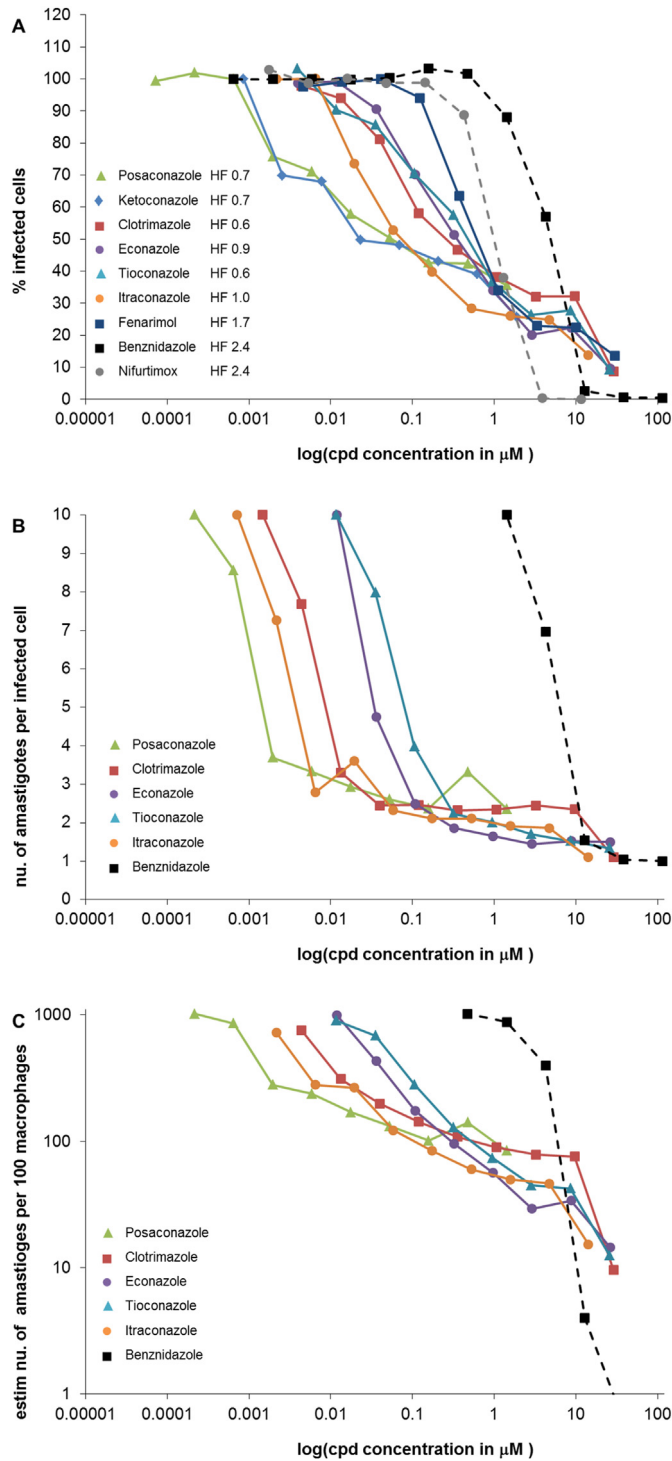 A
% infected cells
100
90
80
70
60
50
40
30
20
10
0
Posaconazole HF 0.7
Ketoconazole HF 0.7
Clotrimazole HF 0.6
Econazole HF 0.9
Tioconazole HF 0.6
Itraconazole HF 1.0
Fenarimol HF 1.7
Benznidazole HF 2.4
Nifurtimox HF 2.4
0.00001 0.0001 0.001 0.01 0.1 1 10 100
log(cpd concentration in µM )
B
nu. of amastigotes per infected cell
10
9
8
7
6
5
4
3
2
1
0
Posaconazole
Clotrimazole
Econazole
Tioconazole
Itraconazole
Benznidazole
0.00001 0.0001 0.001 0.01 0.1 1 10 100
log(cpd concentration in µM )
C
estim nu. of amastioges per 100 macrophages
1000
100
10
1
Posaconazole
Clotrimazole
Econazole
Tioconazole
Itraconazole
Benznidazole
0.00001 0.0001 0.001 0.01 0.1 1 10 100
log(cpd concentration in µM )